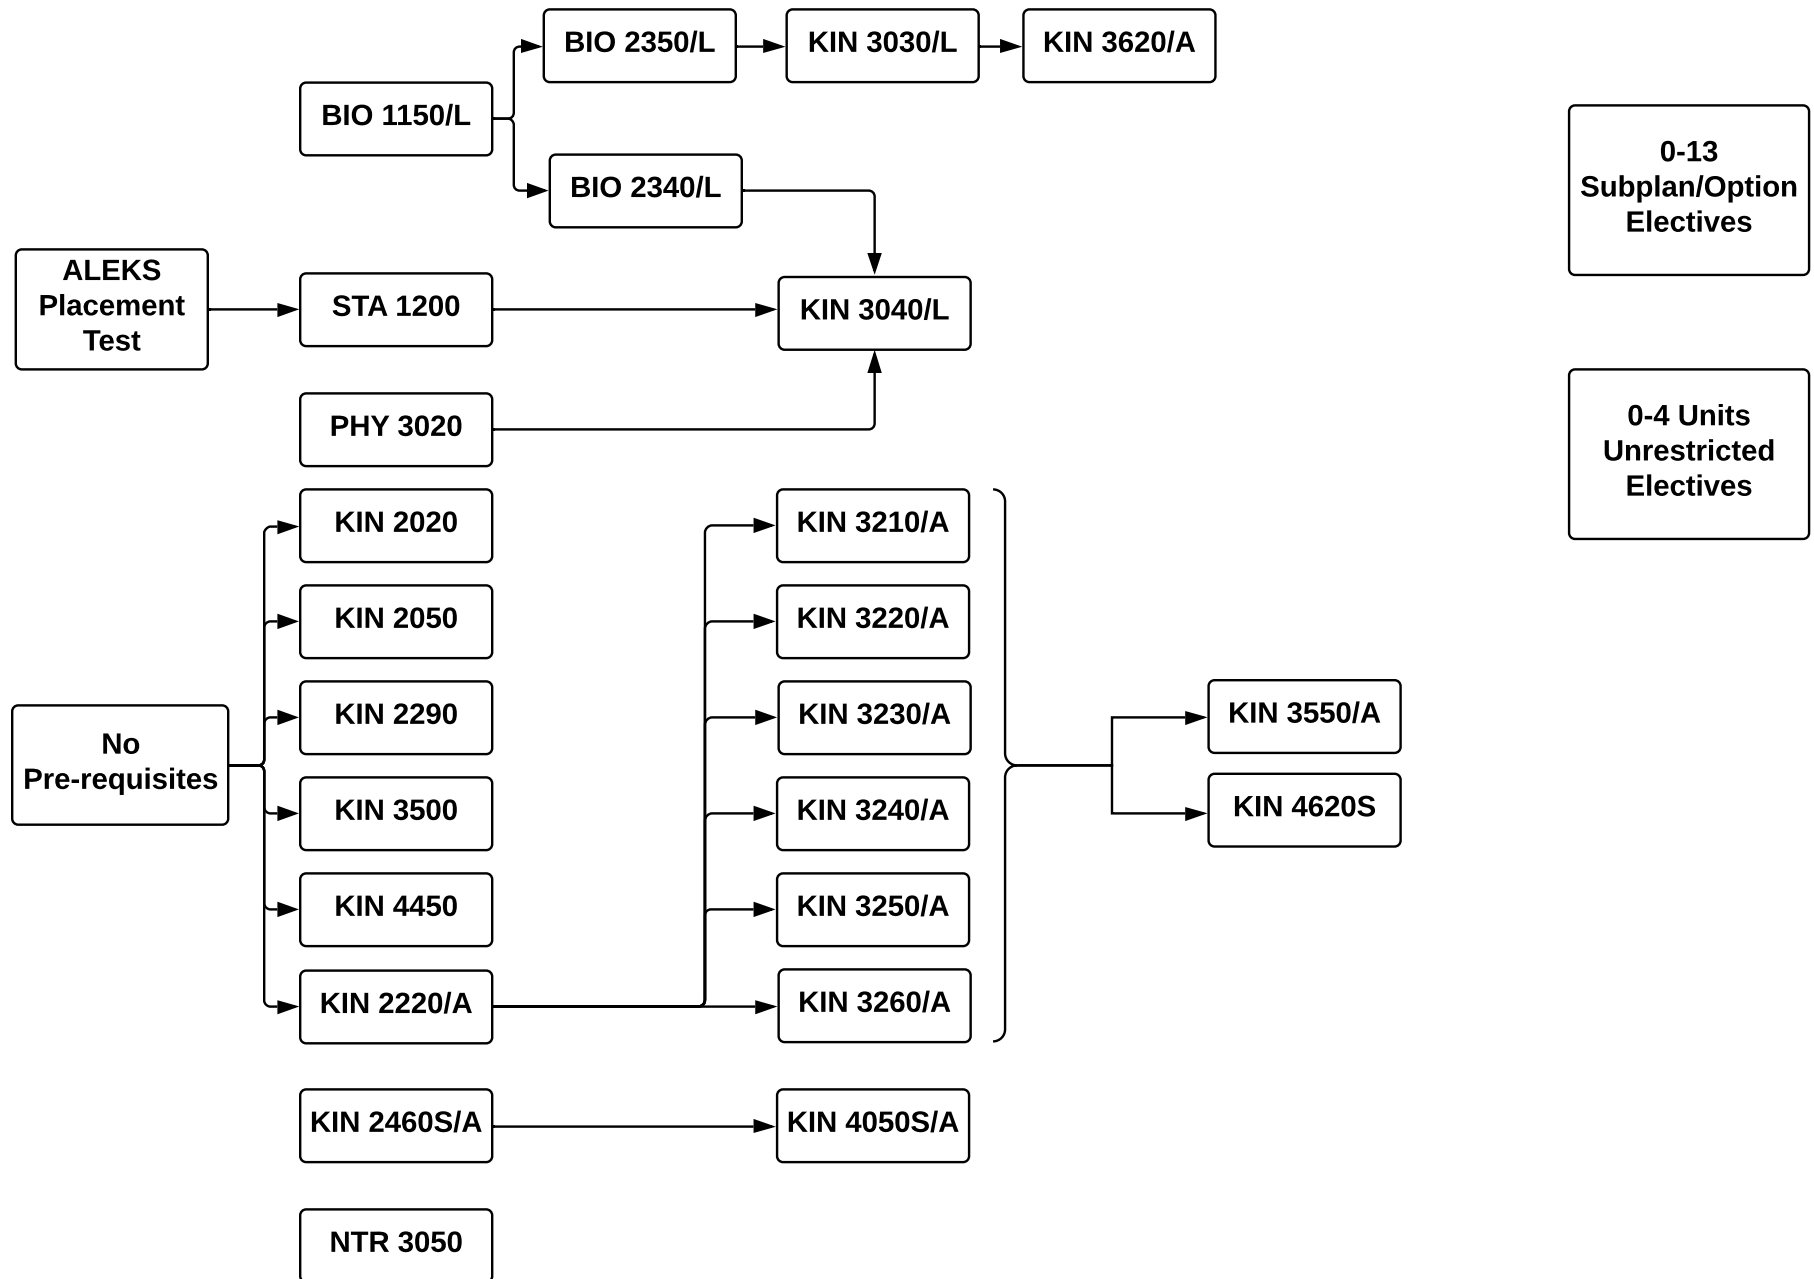 BIO 2350/L
KIN 3030/L
KIN 3620/A
BIO 1150/L
0-13
Subplan/Option
Electives
BIO 2340/L
ALEKS
Placement
Test
STA 1200
KIN 3040/L
PHY 3020
0-4 Units
Unrestricted
Electives
KIN 2020
KIN 3210/A
KIN 2050
KIN 3220/A
KIN 2290
KIN 3230/A
KIN 3550/A
No
Pre-requisites
KIN 3500
KIN 3240/A
KIN 4620S
KIN 4450
KIN 3250/A
KIN 2220/A
KIN 3260/A
KIN 2460S/A
KIN 4050S/A
NTR 3050